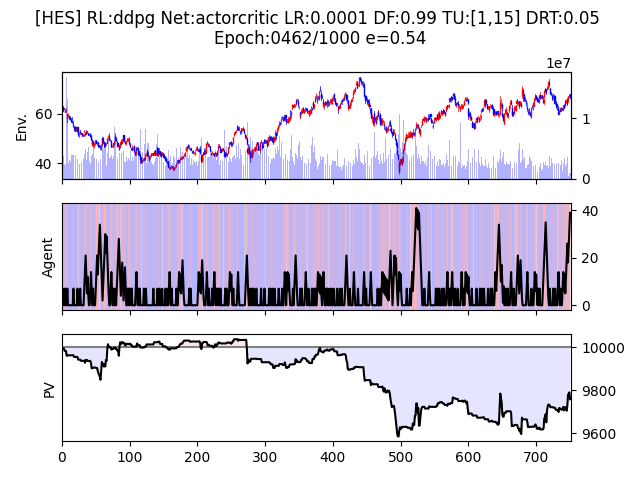 [HES] RL:ddpg Net:actorcritic LR:0.0001 DF:0.99 TU:[1,15] DRT:0.05
Epoch:0462/1000 e=0.54
1e7
Env.
60
40
1
0
Agent
40
20
0
PV
10000
9800
9600
0 100 200 300 400 500 600 700